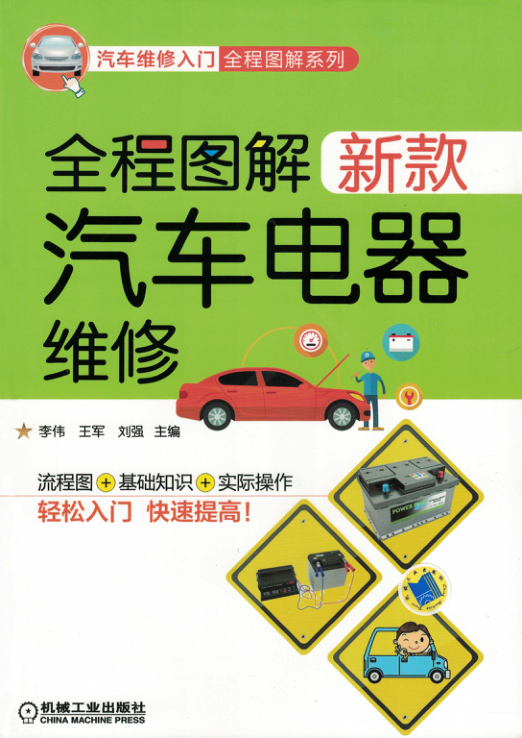 汽车维修入门 全程图解系列
全程图解 新款
汽车电器
维修
李伟 王军 刘强 主编
流程图+基础知识+实际操作
轻松入门 快速提高!
POWER
机械工业出版社
CHINA MACHINE PRESS